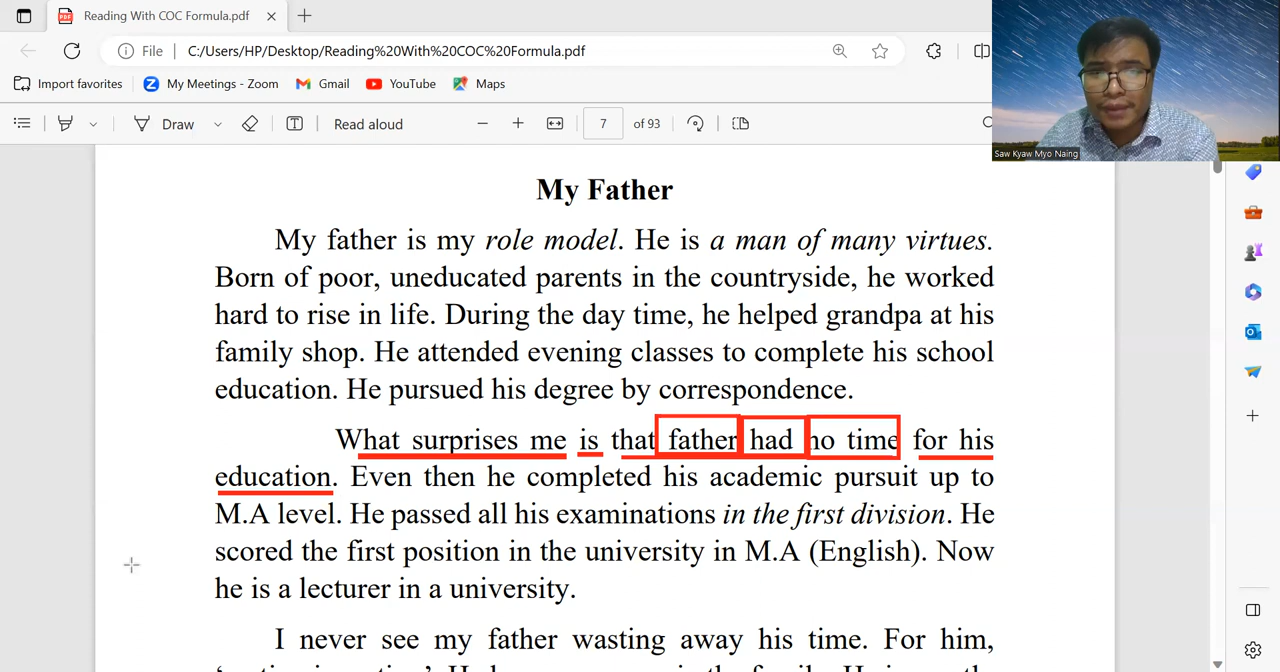 Reading With COC Formula.pdf
File | C:/Users/HP/Desktop/Reading%20With%20COC%20Formula.pdf
Import favorites My Meetings - Zoom Gmail YouTube Maps
Draw Read aloud 7 of 93
Saw Kyaw Myo Naing
My Father
My father is my role model. He is a man of many virtues.
Born of poor, uneducated parents in the countryside, he worked
hard to rise in life. During the day time, he helped grandpa at his
family shop. He attended evening classes to complete his school
education. He pursued his degree by correspondence.
What surprises me is that father had no time for his
education. Even then he completed his academic pursuit up to
M.A level. He passed all his examinations in the first division. He
scored the first position in the university in M.A (English). Now
he is a lecturer in a university.
I never see my father wasting away his time. For him,